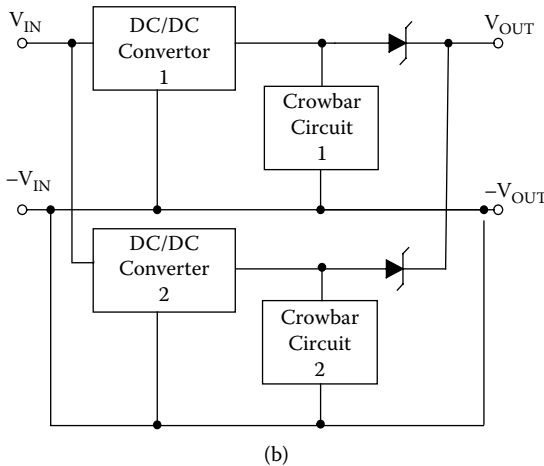 V_IN
DC/DC
Convertor
1
V_OUT
Crowbar
Circuit
1
–V_IN
–V_OUT
DC/DC
Converter
2
Crowbar
Circuit
2
(b)